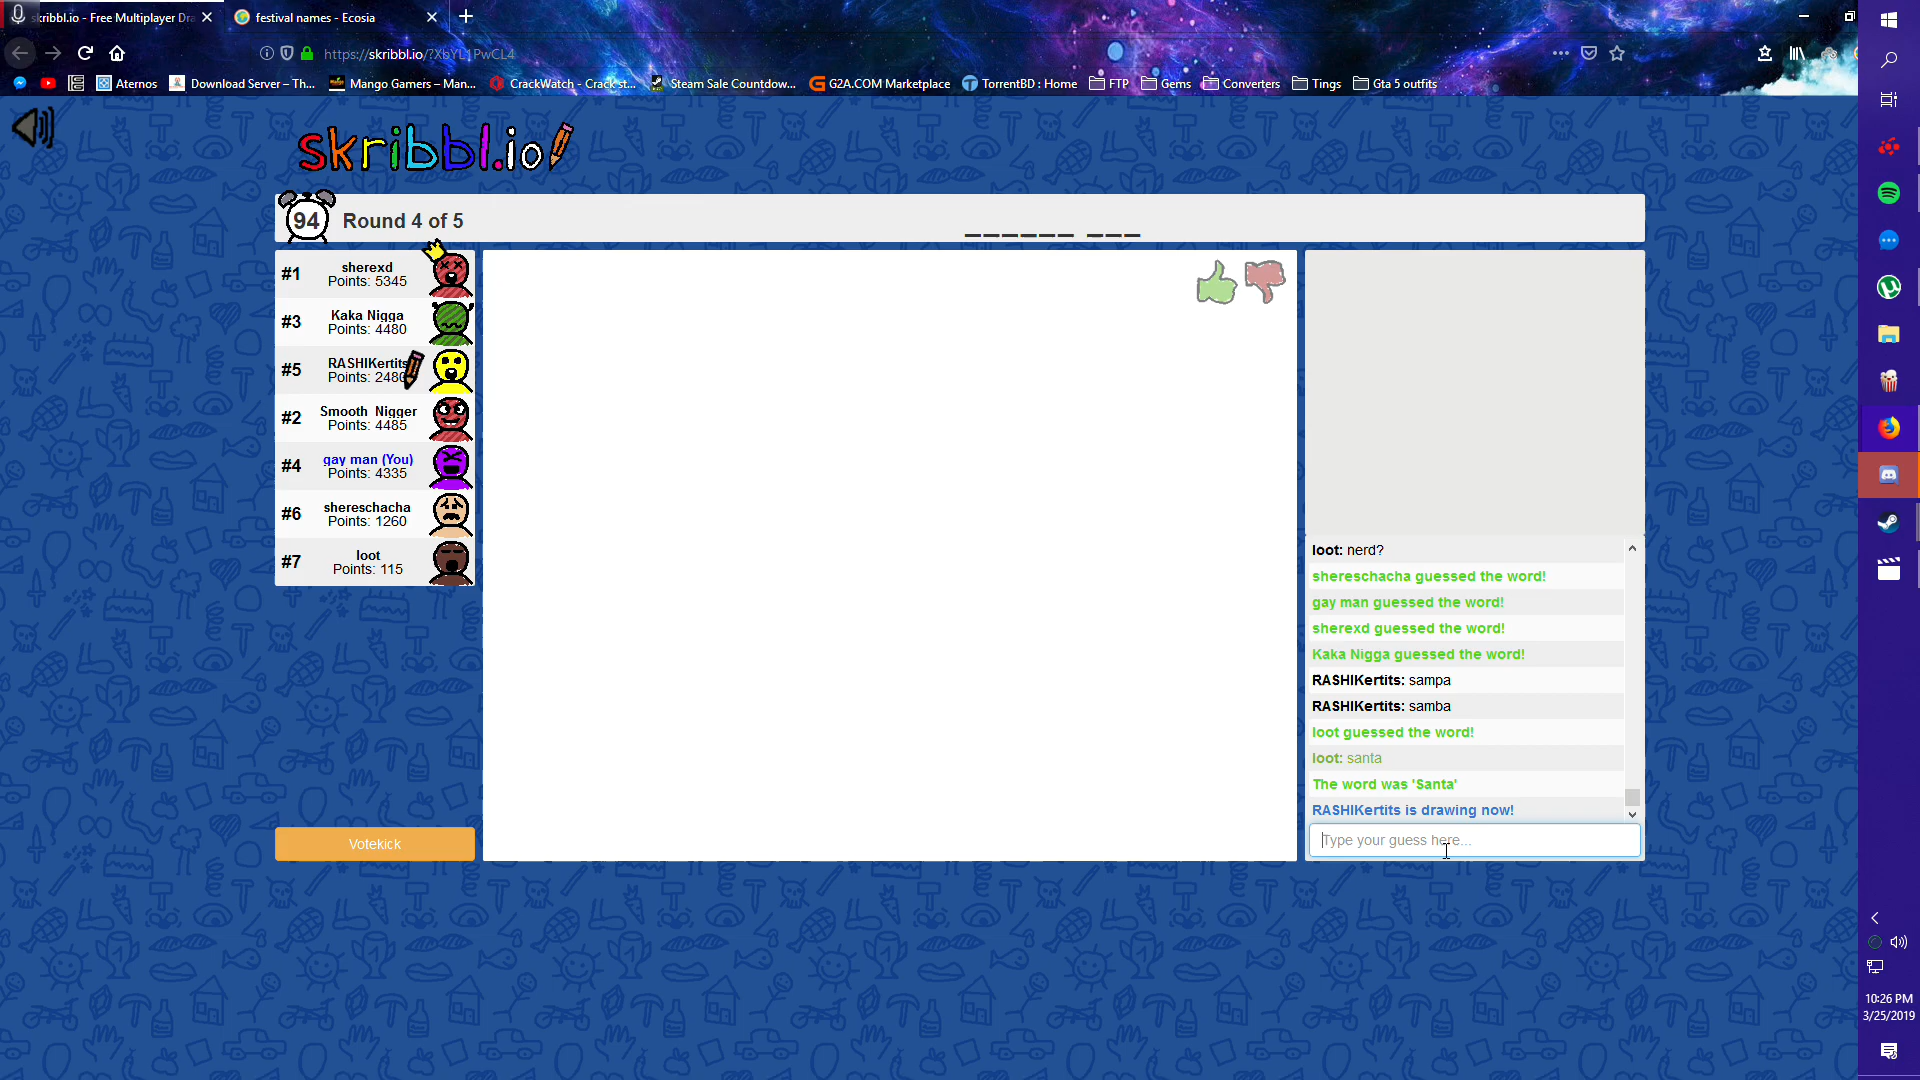 skribbl.io - Free Multiplayer Dra
festival names - Ecosia
https://skribbl.io/?XbYL1PwCL4
Aternos
Download Server – Th...
Mango Gamers – Man...
CrackWatch - Crack st...
Steam Sale Countdow...
G2A.COM Marketplace
TorrentBD : Home
FTP
Gems
Converters
Tings
Gta 5 outfits
skribbl.io
94
Round 4 of 5
______ ___
#1
sherexd
Points: 5345
#3
Kaka Nigga
Points: 4480
#5
RASHIKertits
Points: 2480
#2
Smooth Nigger
Points: 4485
#4
gay man (You)
Points: 4335
#6
shereschacha
Points: 1260
#7
loot
Points: 115
Votekick
loot: nerd?
shereschacha guessed the word!
gay man guessed the word!
sherexd guessed the word!
Kaka Nigga guessed the word!
RASHIKertits: sampa
RASHIKertits: samba
loot guessed the word!
loot: santa
The word was 'Santa'
RASHIKertits is drawing now!
Type your guess here...
10:26 PM
3/25/2019